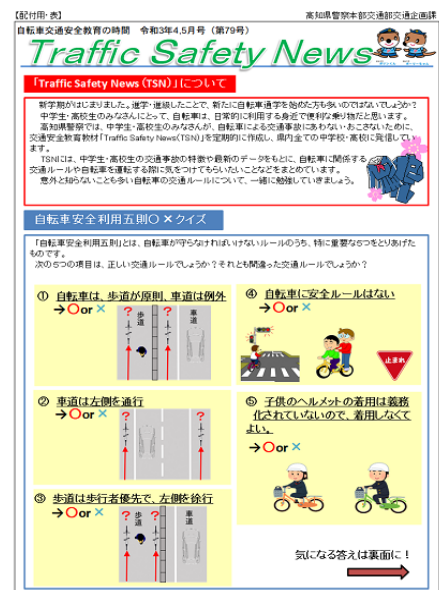 【配付用・表】
高知県警察本部交通部交通企画課
自転車交通安全教育の時間 令和3年4,5月号（第79号）
Traffic Safety News
「Traffic Safety News（TSN）」について
新学期がはじまりました。進学・進級したことで、新たに自転車通学を始めた方も多いのではないでしょうか？
中学生・高校生のみなさんにとって、自転車は、日常的に利用する身近で便利な乗り物だと思います。
高知県警察では、中学生・高校生のみなさんが、自転車による交通事故にあわない・おこさないために、
交通安全教育教材「Traffic Safety News（TSN）」を定期的に作成し、県内全ての中学校・高校に発信してい
ます。
TSNには、中学生・高校生の交通事故の特徴や最新のデータをもとに、自転車に関係する
交通ルールや自転車を運転する際に気をつけてもらいたいことなどをまとめています。
意外と知らないことも多い自転車の交通ルールについて、一緒に勉強していきましょう。
自転車安全利用五則〇×クイズ
「自転車安全利用五則」とは、自転車が守らなければいけないルールのうち、特に重要な5つをとりあげた
ものです。
次の5つの項目は、正しい交通ルールでしょうか？それとも間違った交通ルールでしょうか？
① 自転車は、歩道が原則、車道は例外
→〇or ×
? 歩道 ? 車道
② 車道は左側を通行
→〇or ×
? ?
③ 歩道は歩行者優先で、左側を徐行
→〇or ×
? 歩道 ? 車道
④ 自転車に安全ルールはない
→〇or ×
止まれ
⑤ 子供のヘルメットの着用は義務
化されていないので、着用しなくて
よい。
→〇or ×
気になる答えは裏面に！